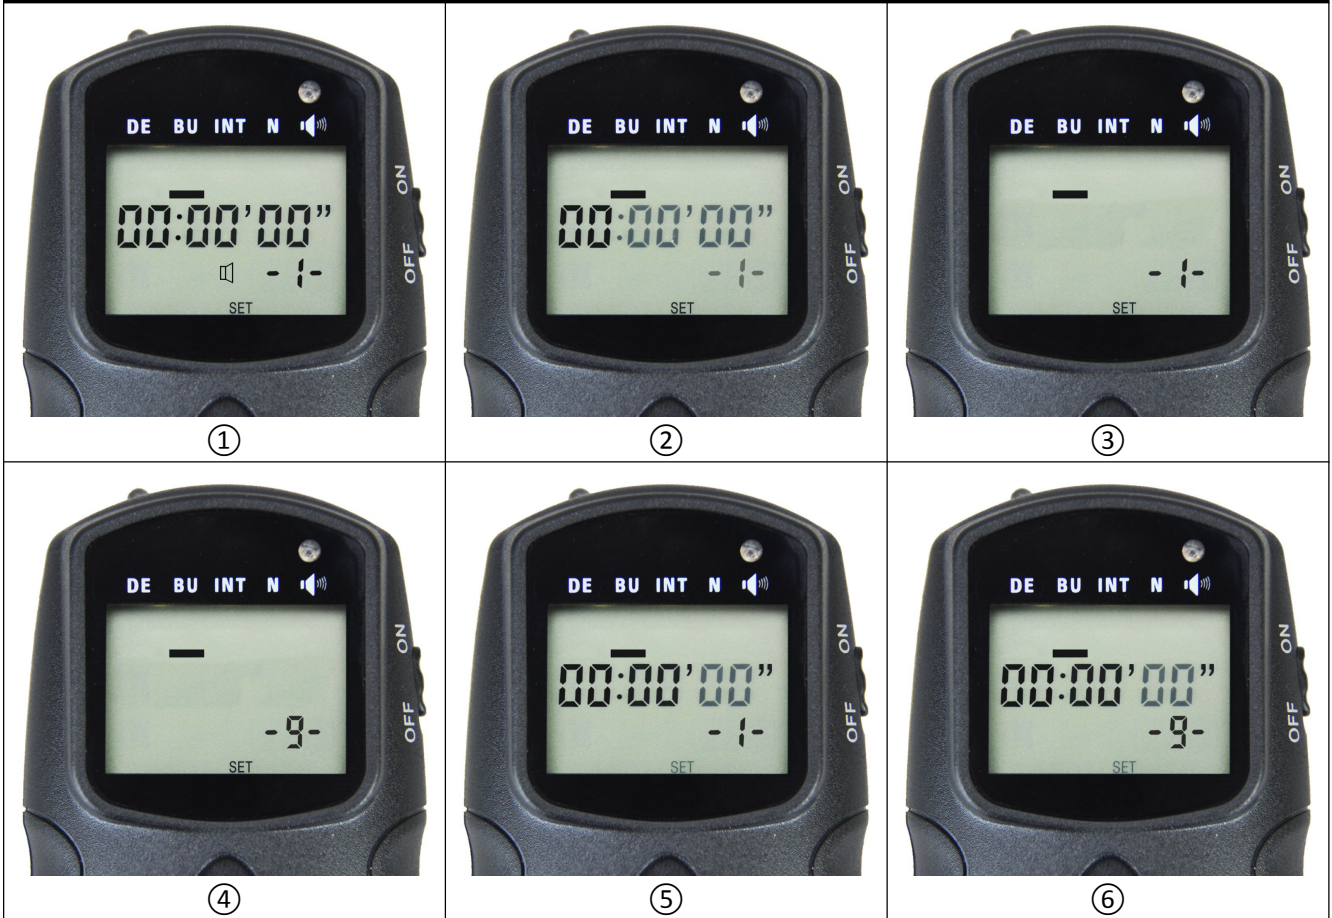 DE BU INT N
ON
OFF
00:00'00"
-1-
SET
①
DE BU INT N
ON
OFF
00:00'00"
-1-
SET
②
DE BU INT N
ON
OFF
-1-
SET
③
DE BU INT N
ON
OFF
-9-
SET
④
DE BU INT N
ON
OFF
00:00'00"
-1-
SET
⑤
DE BU INT N
ON
OFF
00:00'00"
-9-
SET
⑥